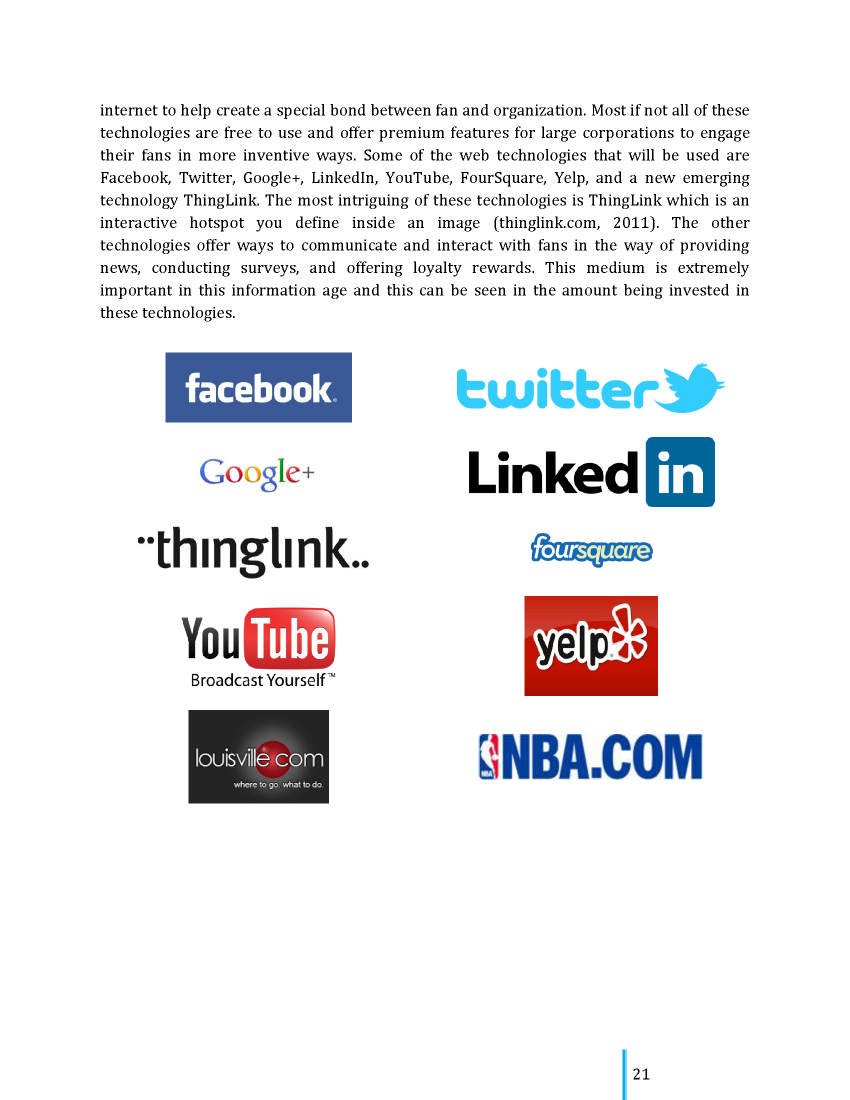 internet to help create a special bond between fan and organization. Most if not all of these
technologies are free to use and offer premium features for large corporations to engage
their fans in more inventive ways. Some of the web technologies that will be used are
Facebook, Twitter, Google+, LinkedIn, YouTube, FourSquare, Yelp, and a new emerging
technology ThingLink. The most intriguing of these technologies is ThingLink which is an
interactive hotspot you define inside an image (thinglink.com, 2011). The other
technologies offer ways to communicate and interact with fans in the way of providing
news, conducting surveys, and offering loyalty rewards. This medium is extremely
important in this information age and this can be seen in the amount being invested in
these technologies.
facebook®
twitter
Google+
Linked in
¨thinglink..
foursquare
YouTube
Broadcast Yourself™
yelp®
louisville com
where to go. what to do.
NBA
NBA.COM
21